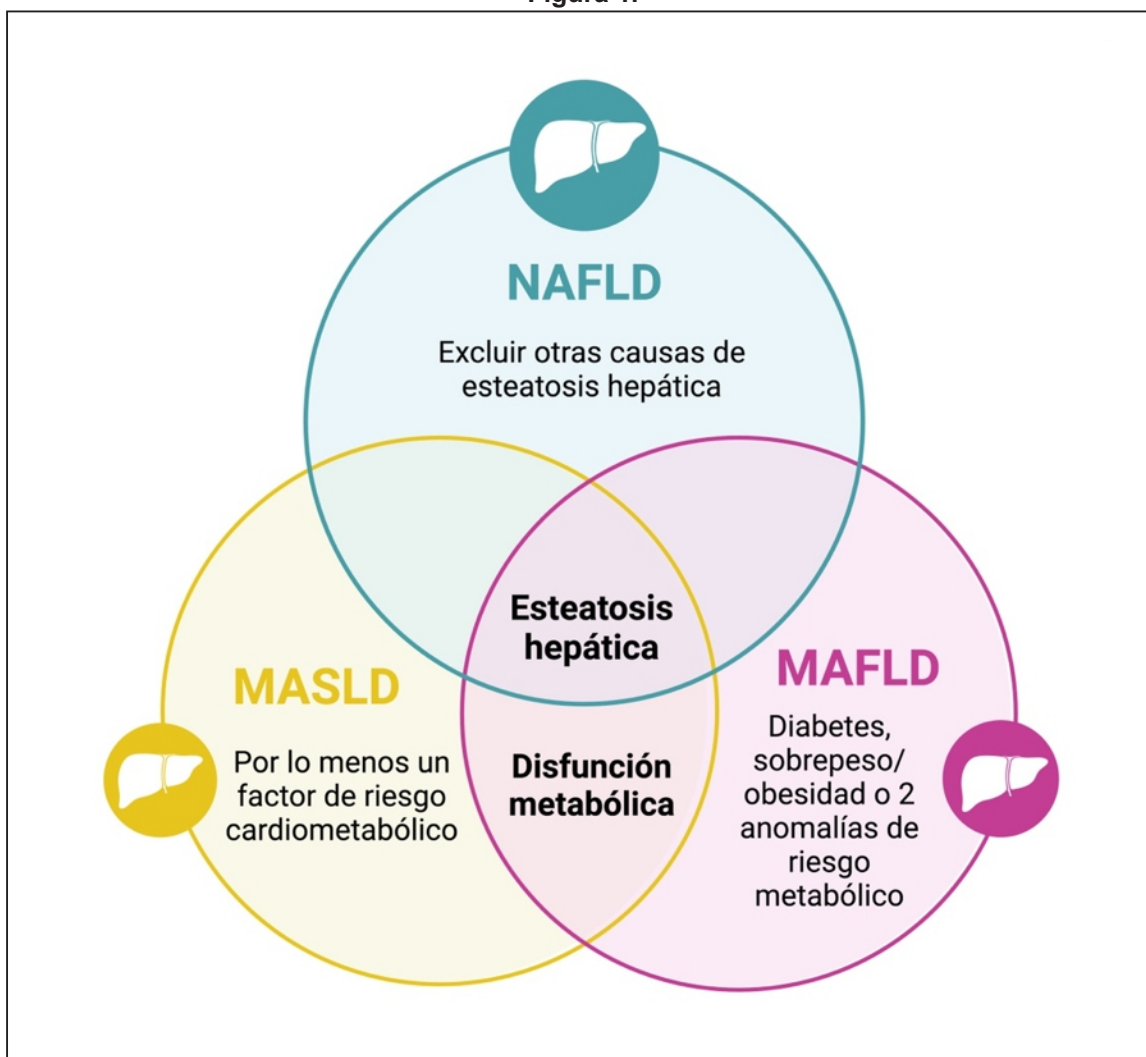 NAFLD
Excluir otras causas de
esteatosis hepática
Esteatosis
hepática
MASLD
Por lo menos un
factor de riesgo
cardiometabólico
Disfunción
metabólica
MAFLD
Diabetes,
sobrepeso/
obesidad o 2
anomalías de
riesgo
metabólico